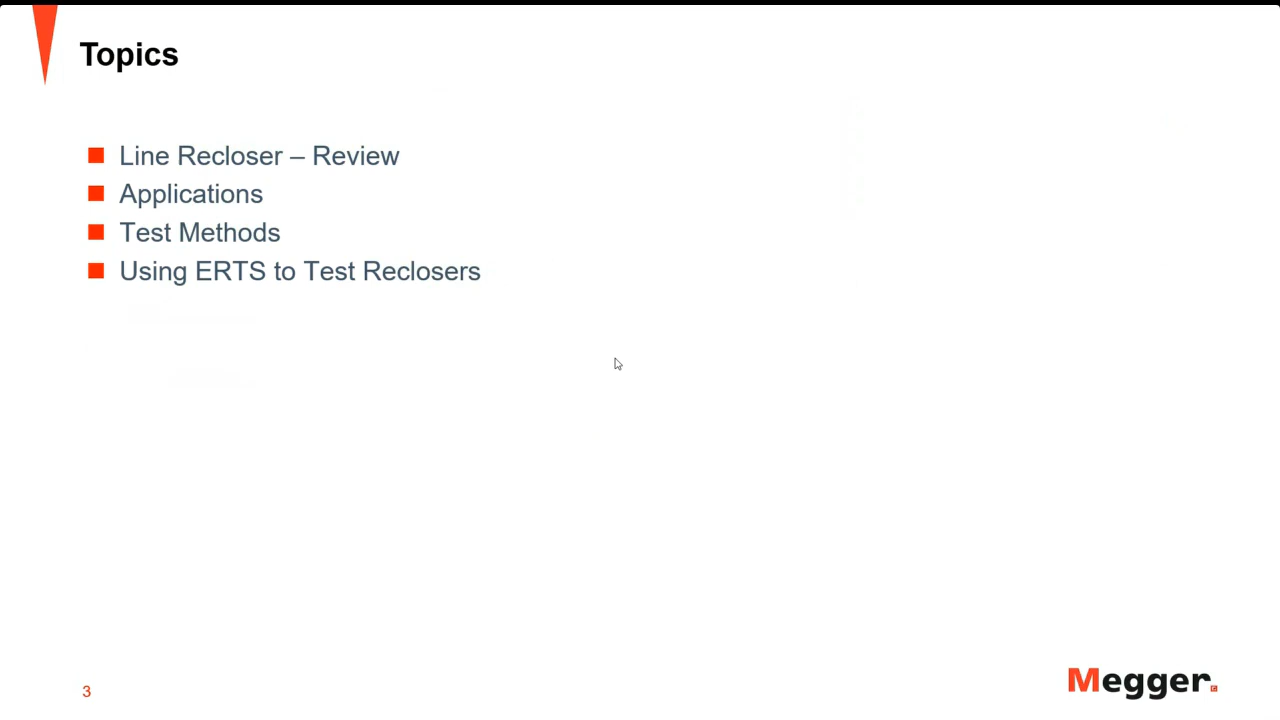 Topics
Line Recloser – Review
Applications
Test Methods
Using ERTS to Test Reclosers
3
Megger.